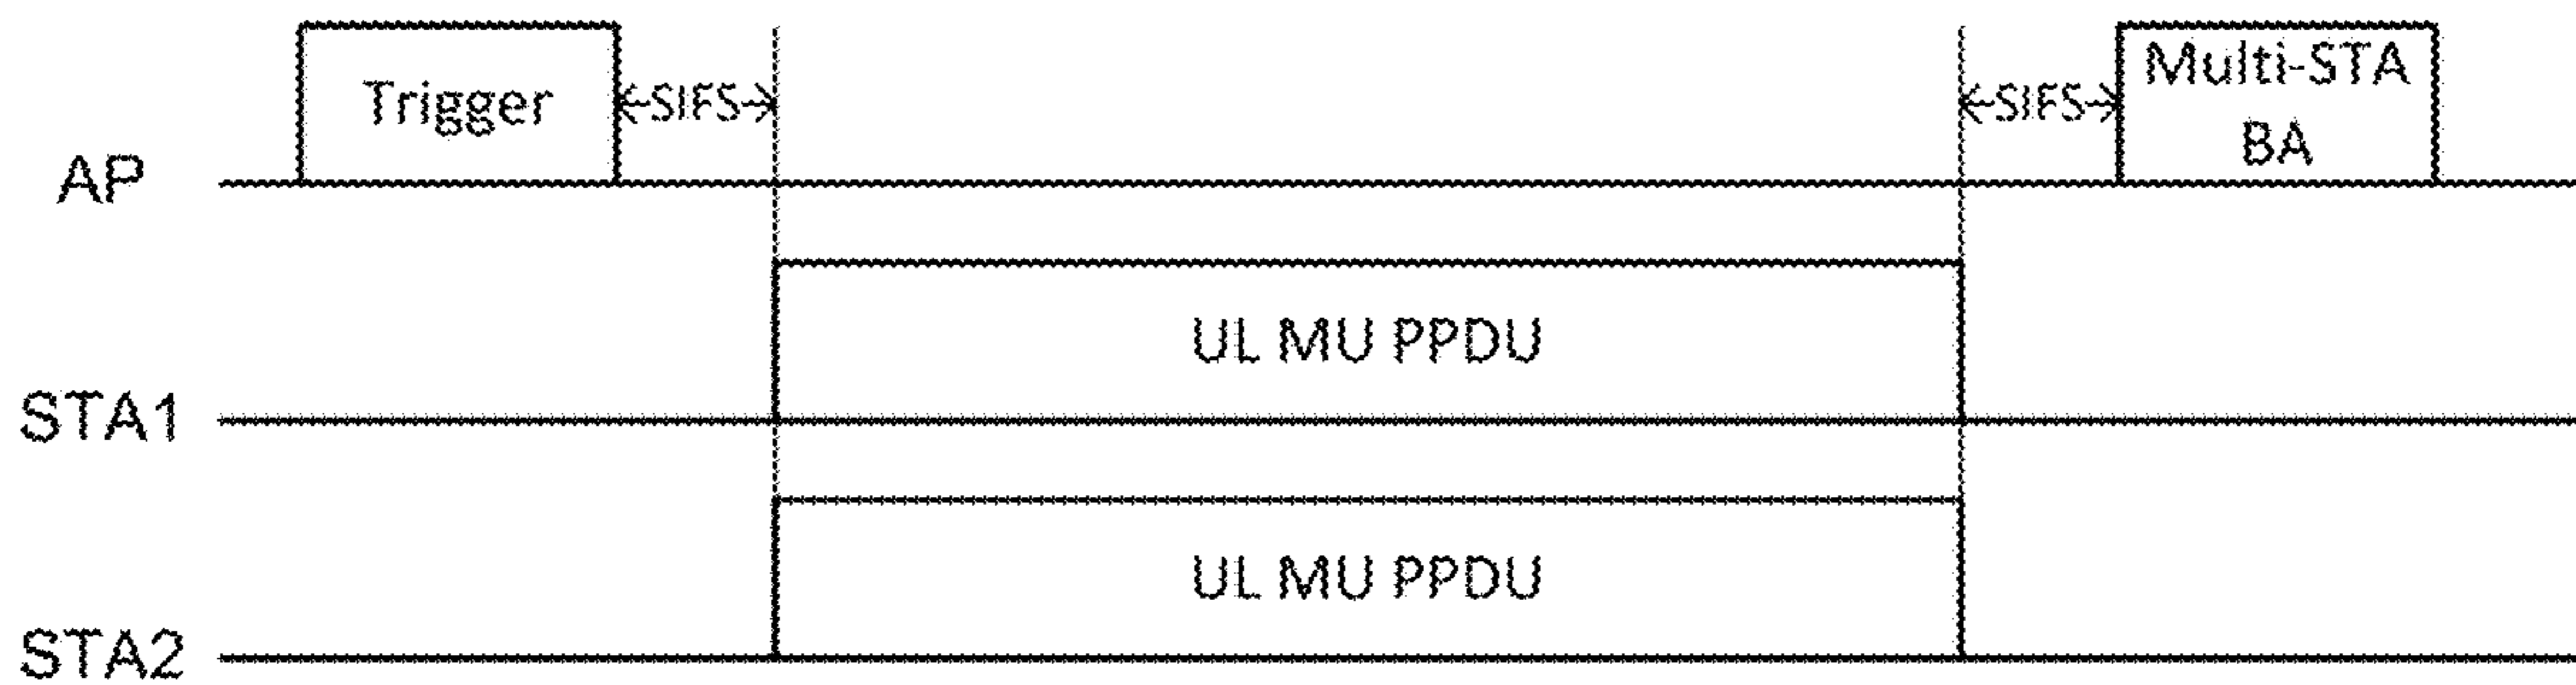 Trigger
SIFS
SIFS
Multi-STA
BA
AP
UL MU PPDU
STA1
UL MU PPDU
STA2